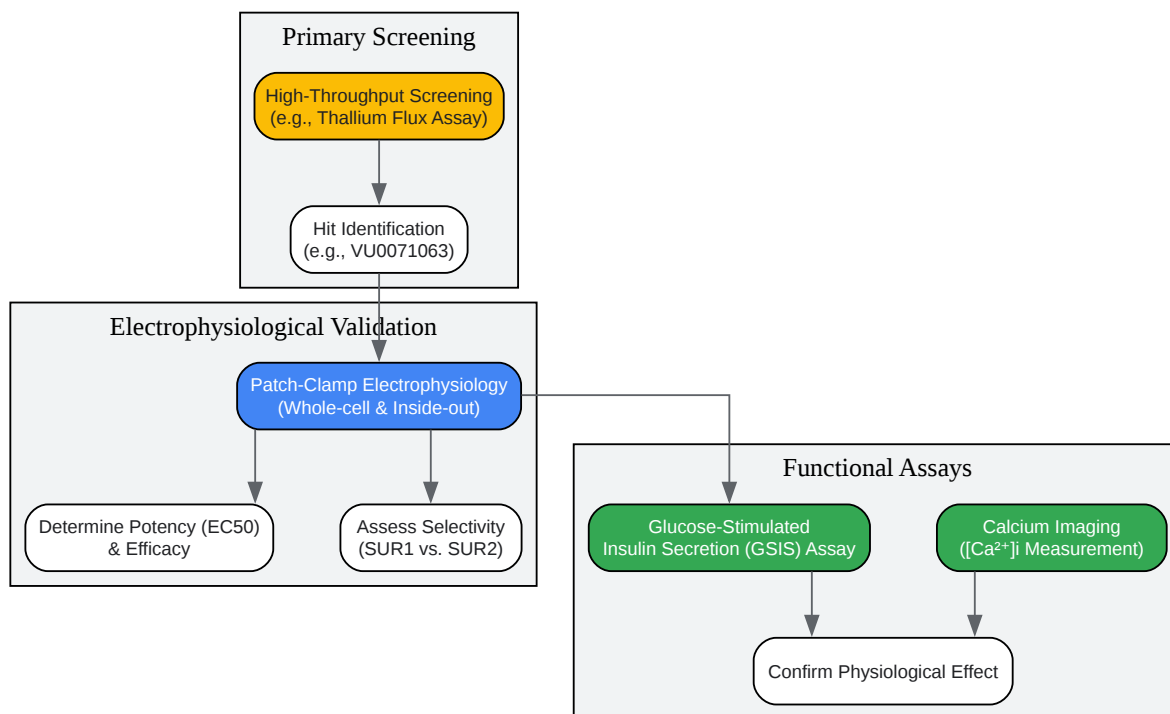 Primary Screening
High-Throughput Screening
(e.g., Thallium Flux Assay)
Hit Identification
(e.g., VU0071063)
Electrophysiological Validation
Patch-Clamp Electrophysiology
(Whole-cell & Inside-out)
Determine Potency (EC50)
& Efficacy
Assess Selectivity
(SUR1 vs. SUR2)
Functional Assays
Glucose-Stimulated
Insulin Secretion (GSIS) Assay
Calcium Imaging
([Ca²⁺]i Measurement)
Confirm Physiological Effect